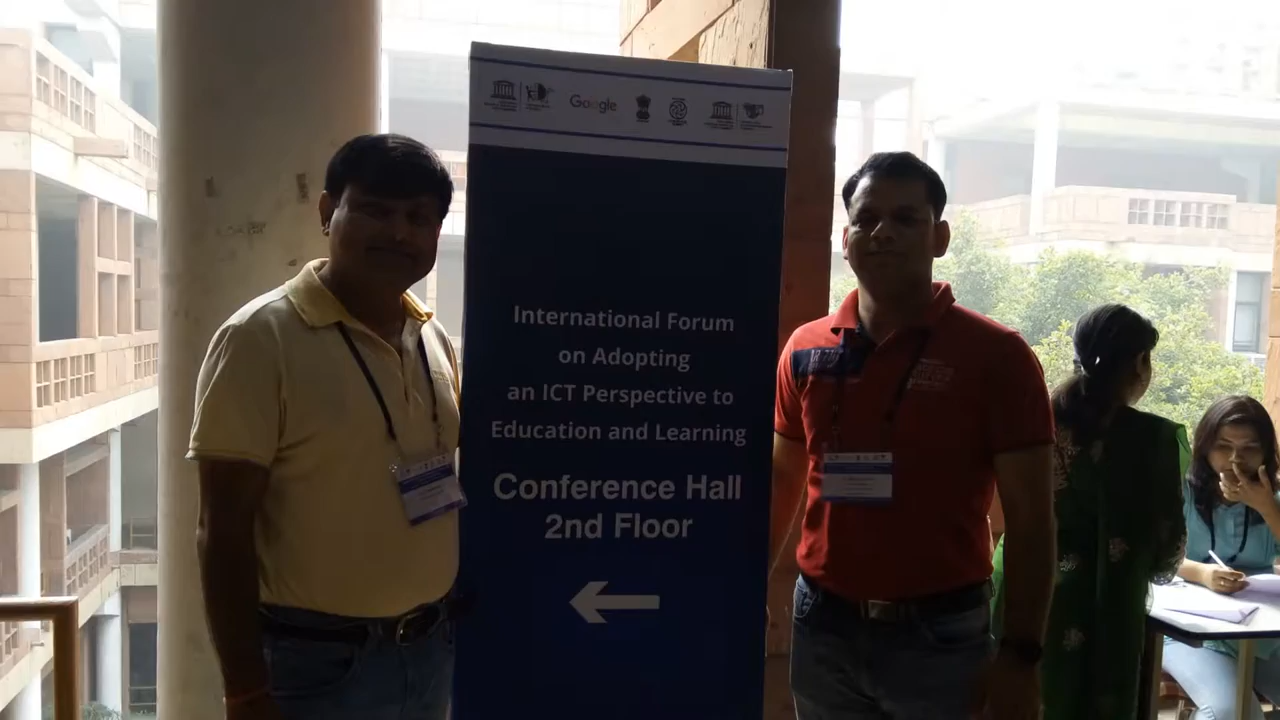 Google
International Forum
on Adopting
an ICT Perspective to
Education and Learning
Conference Hall
2nd Floor